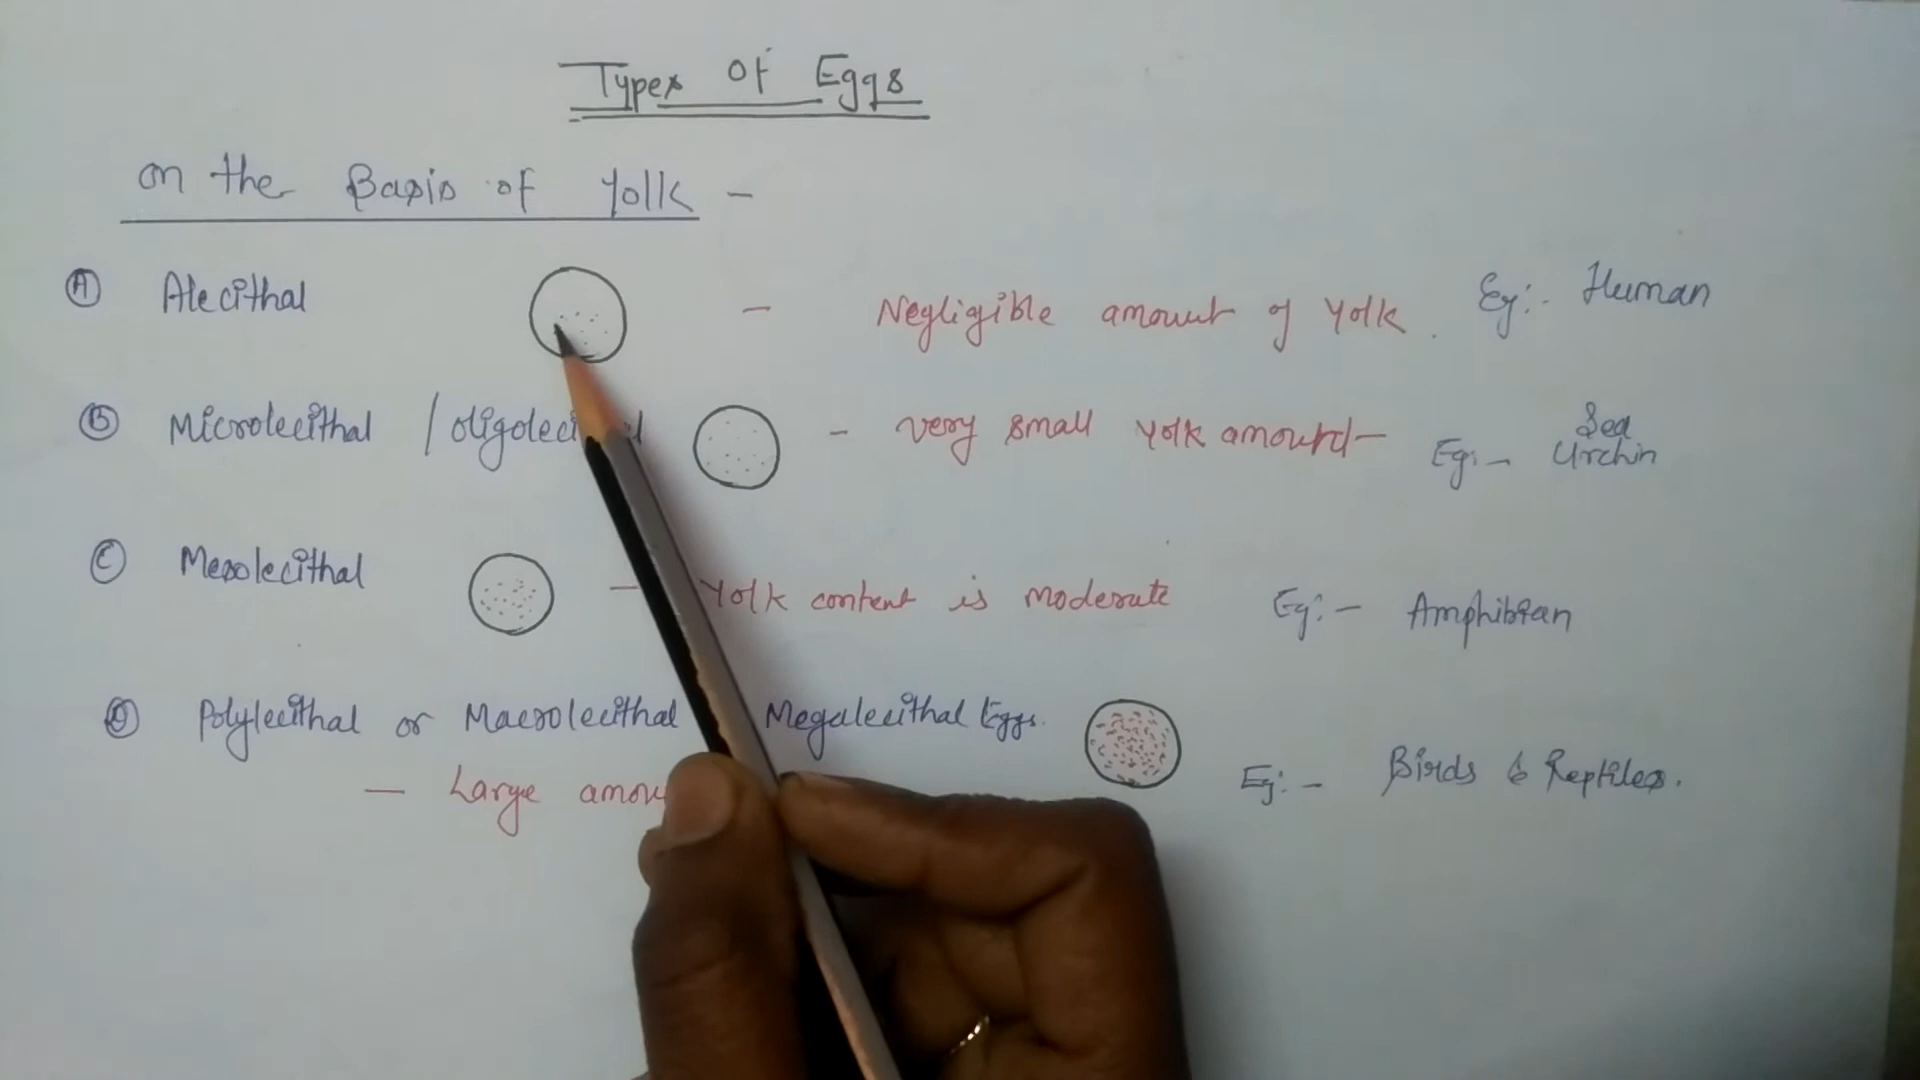 Types of Eggs
on the Basis of Yolk -
A Alecithal - Negligible amount of Yolk. Eg:- Human
B Microlecithal / oligoleci - very small yolk amount - Eg:- Sea Urchin
C Mesolecithal - Yolk content is moderate Eg:- Amphibian
D Polylecithal or Macrolecithal Megalecithal Eggs.
- Large amou Eg:- Birds & Reptiles.